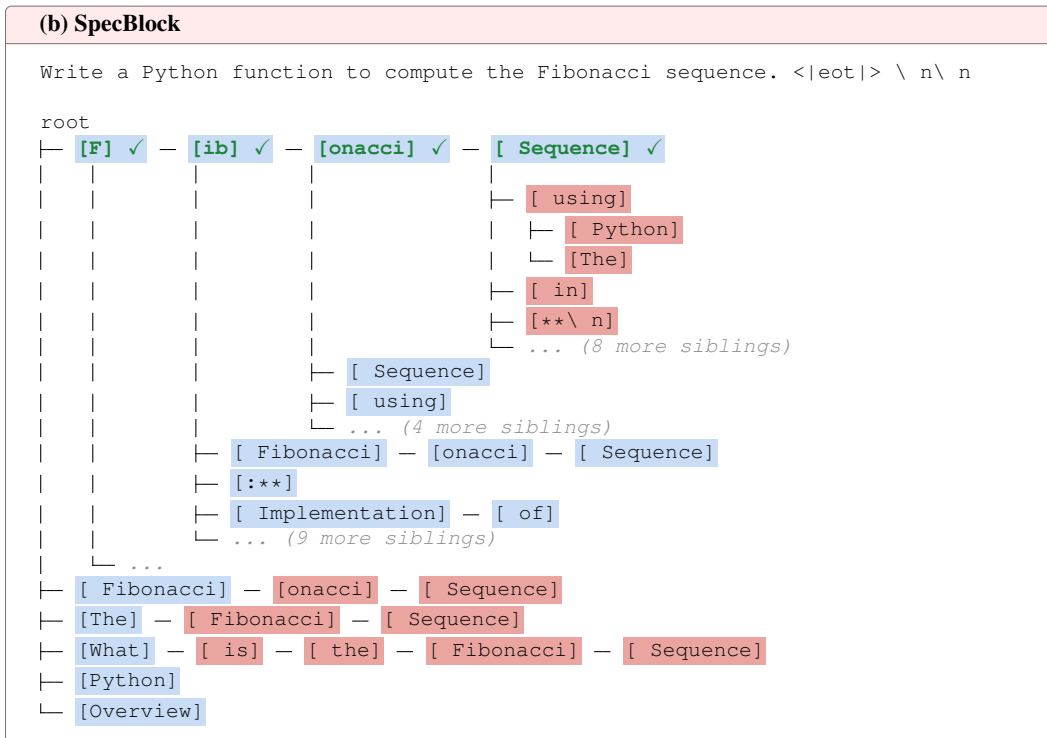 (b) SpecBlock
Write a Python function to compute the Fibonacci sequence. <|eot|> \ n\ n
root
├─ [F] ✓ — [ib] ✓ — [onacci] ✓ — [ Sequence] ✓
│ │ │ │
│ │ │ │ ├─ [ using]
│ │ │ │ │ ├─ [ Python]
│ │ │ │ │ └─ [The]
│ │ │ │ ├─ [ in]
│ │ │ │ ├─ [**\ n]
│ │ │ │ └─ ... (8 more siblings)
│ │ │ ├─ [ Sequence]
│ │ │ ├─ [ using]
│ │ │ └─ ... (4 more siblings)
│ │ ├─ [ Fibonacci] — [onacci] — [ Sequence]
│ │ ├─ [:**]
│ │ ├─ [ Implementation] — [ of]
│ │ └─ ... (9 more siblings)
│ └─ ...
├─ [ Fibonacci] — [onacci] — [ Sequence]
├─ [The] — [ Fibonacci] — [ Sequence]
├─ [What] — [ is] — [ the] — [ Fibonacci] — [ Sequence]
├─ [Python]
└─ [Overview]